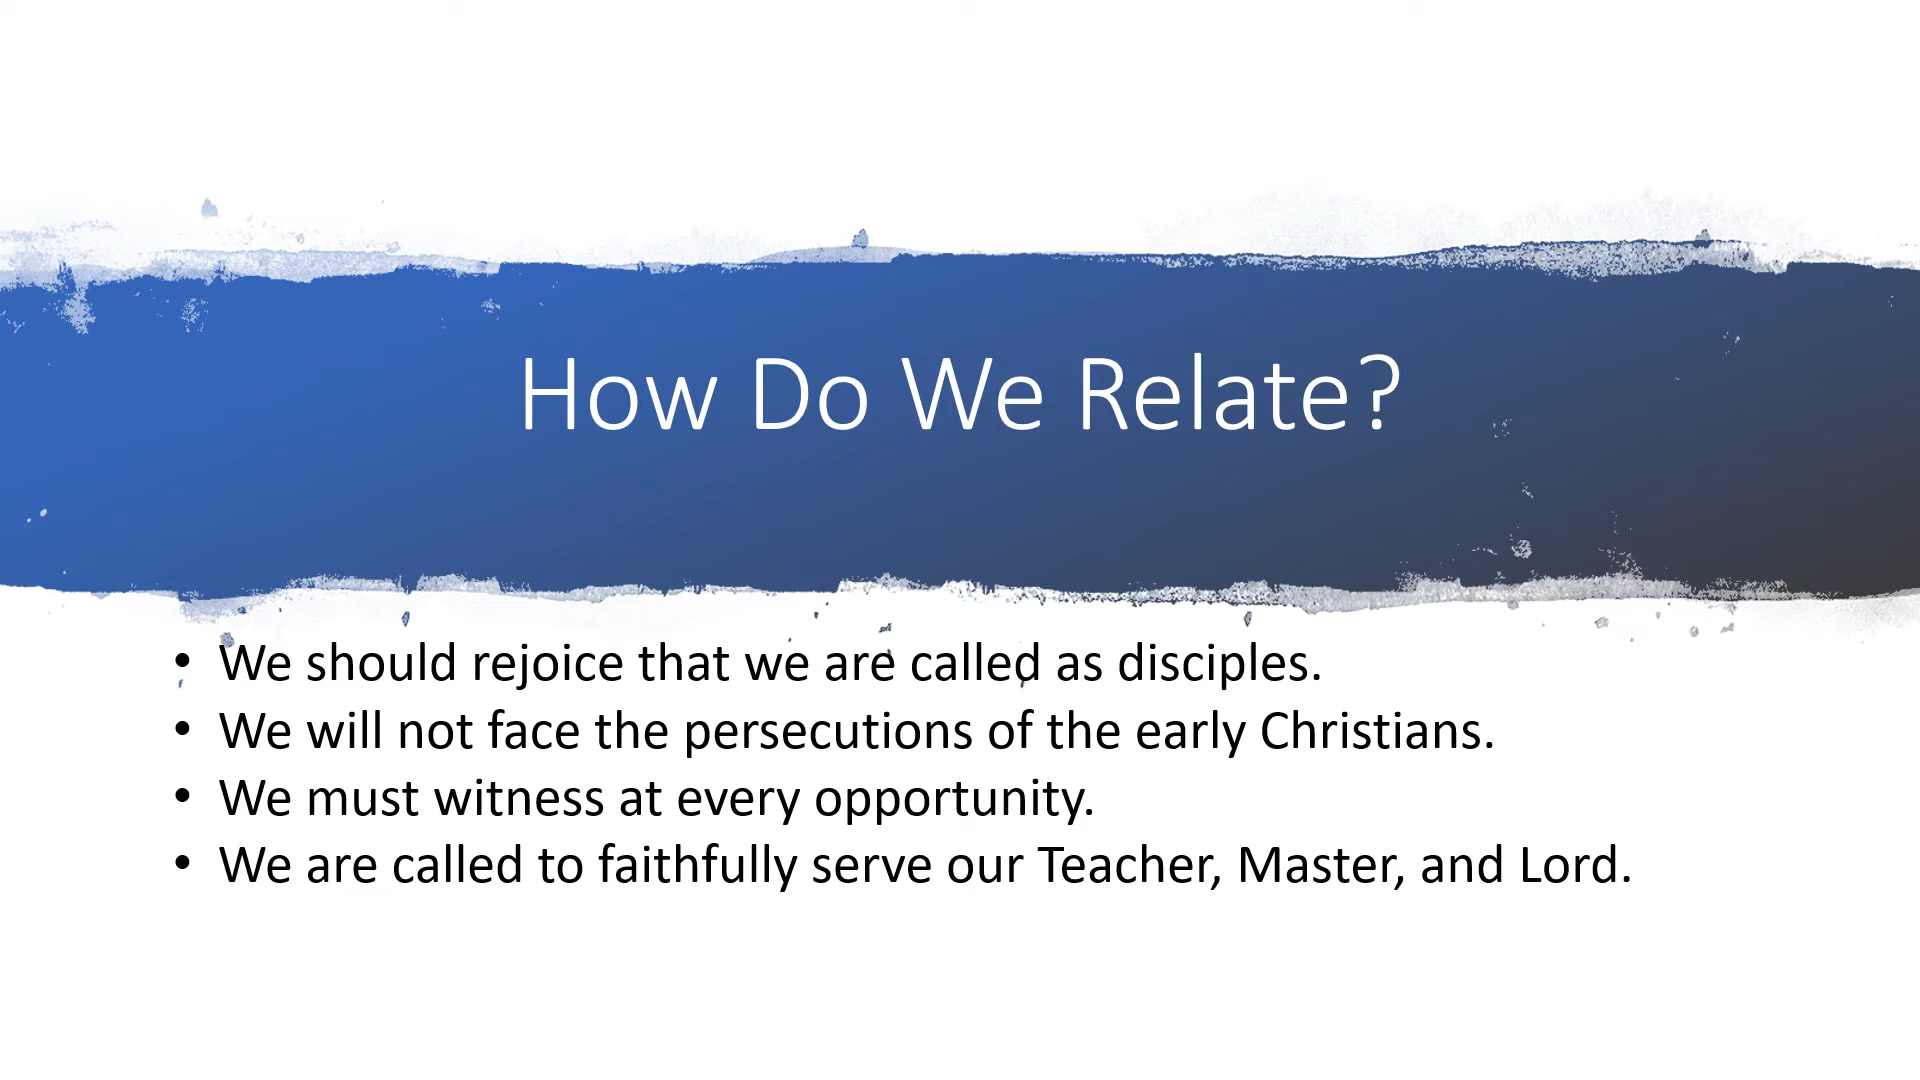 How Do We Relate?
• We should rejoice that we are called as disciples.
• We will not face the persecutions of the early Christians.
• We must witness at every opportunity.
• We are called to faithfully serve our Teacher, Master, and Lord.